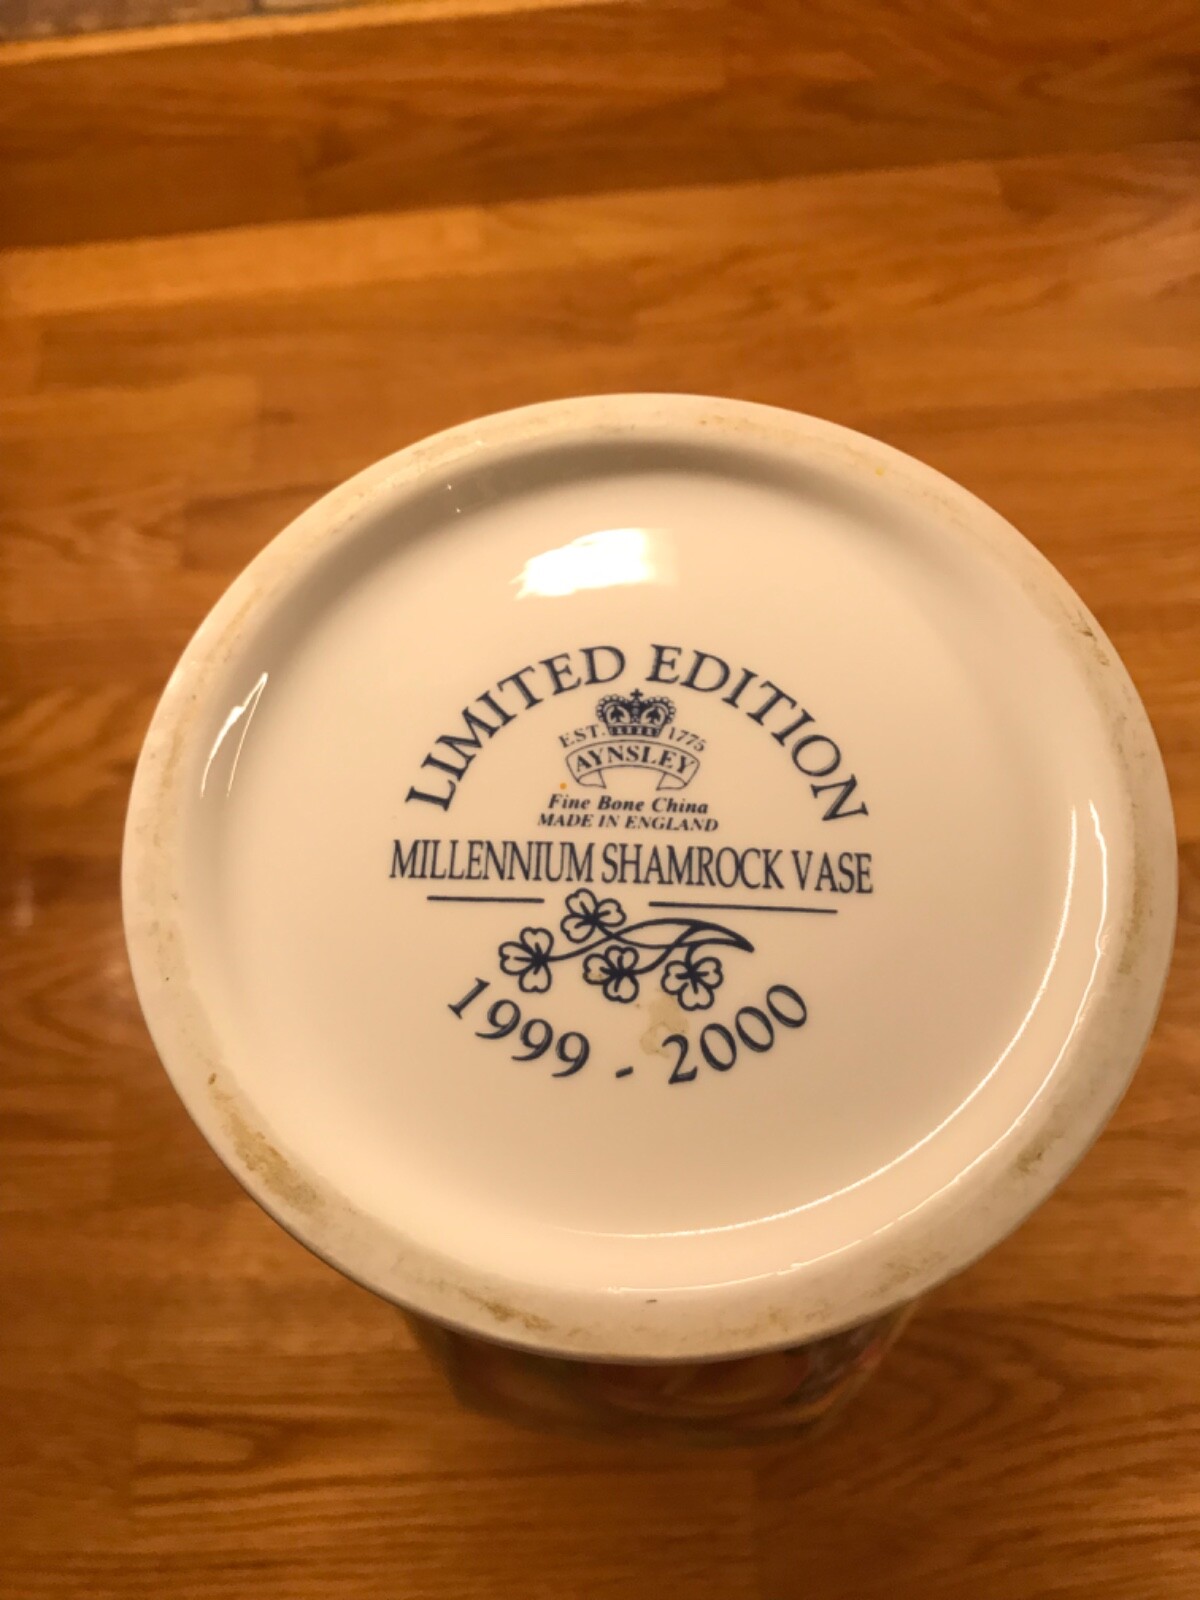 LIMITED EDITION
EST. 1775
AYNSLEY
Fine Bone China
MADE IN ENGLAND
MILLENNIUM SHAMROCK VASE
1999 - 2000